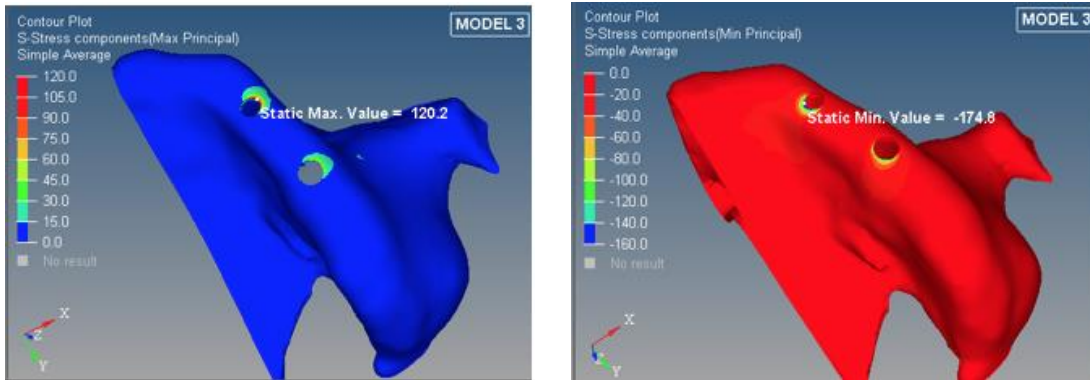 Contour Plot
S-Stress components(Max Principal)
Simple Average
MODEL 3
120.0
105.0
90.0
75.0
60.0
45.0
30.0
15.0
0.0
No result
Static Max. Value = 120.2
X
Z
Y
Contour Plot
S-Stress components(Min Principal)
Simple Average
MODEL 3
0.0
-20.0
-40.0
-60.0
-80.0
-100.0
-120.0
-140.0
-160.0
No result
Static Min. Value = -174.8
X
Y